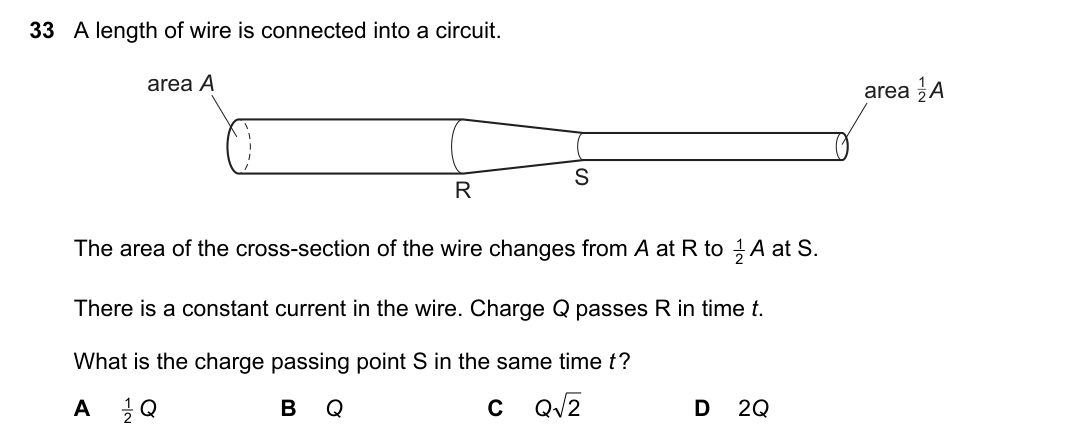 33 A length of wire is connected into a circuit.
area A
area ½A
R
S
The area of the cross-section of the wire changes from A at R to ½A at S.
There is a constant current in the wire. Charge Q passes R in time t.
What is the charge passing point S in the same time t?
A ½Q B Q C Q√2 D 2Q